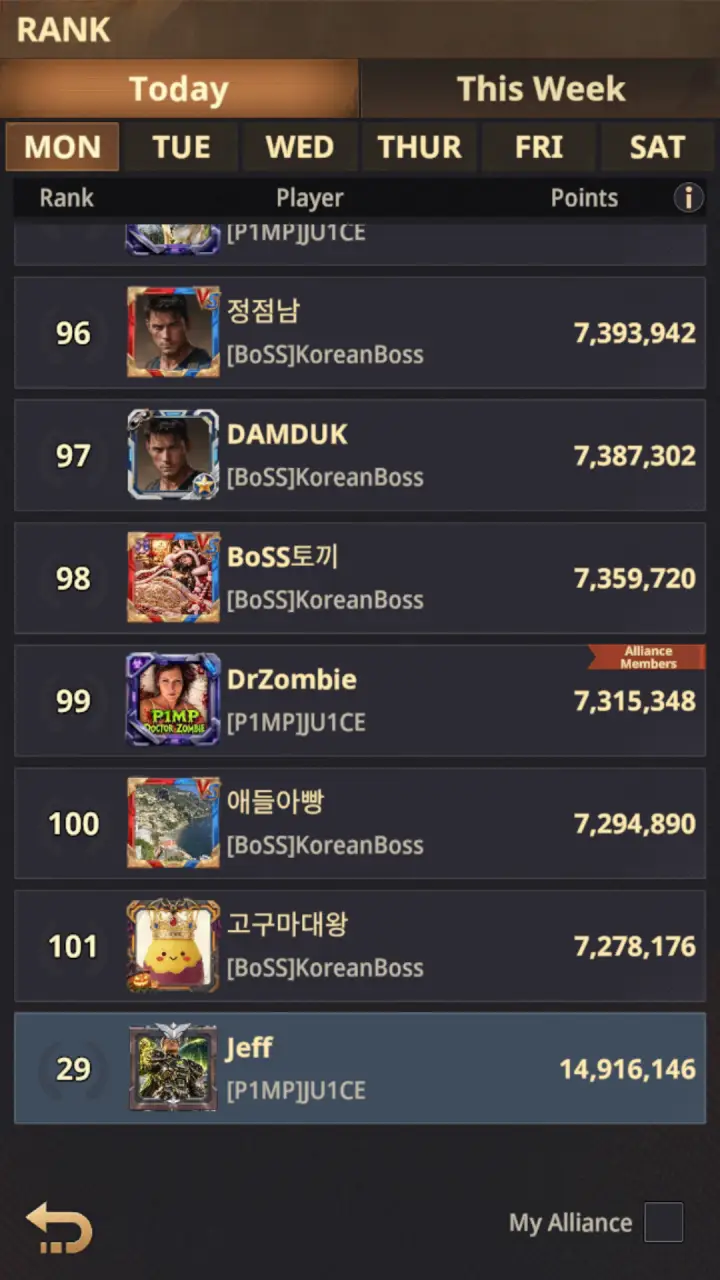 RANK
Today
This Week
MON
TUE
WED
THUR
FRI
SAT
Rank
Player
Points
[P1MP]JU1CE
96
정점남
[BoSS]KoreanBoss
7,393,942
97
DAMDUK
[BoSS]KoreanBoss
7,387,302
98
BoSS토끼
[BoSS]KoreanBoss
7,359,720
99
P1MP
DOCTOR ZOMBIE
DrZombie
[P1MP]JU1CE
Alliance
Members
7,315,348
100
애들아빵
[BoSS]KoreanBoss
7,294,890
101
고구마대왕
[BoSS]KoreanBoss
7,278,176
29
Jeff
[P1MP]JU1CE
14,916,146
My Alliance